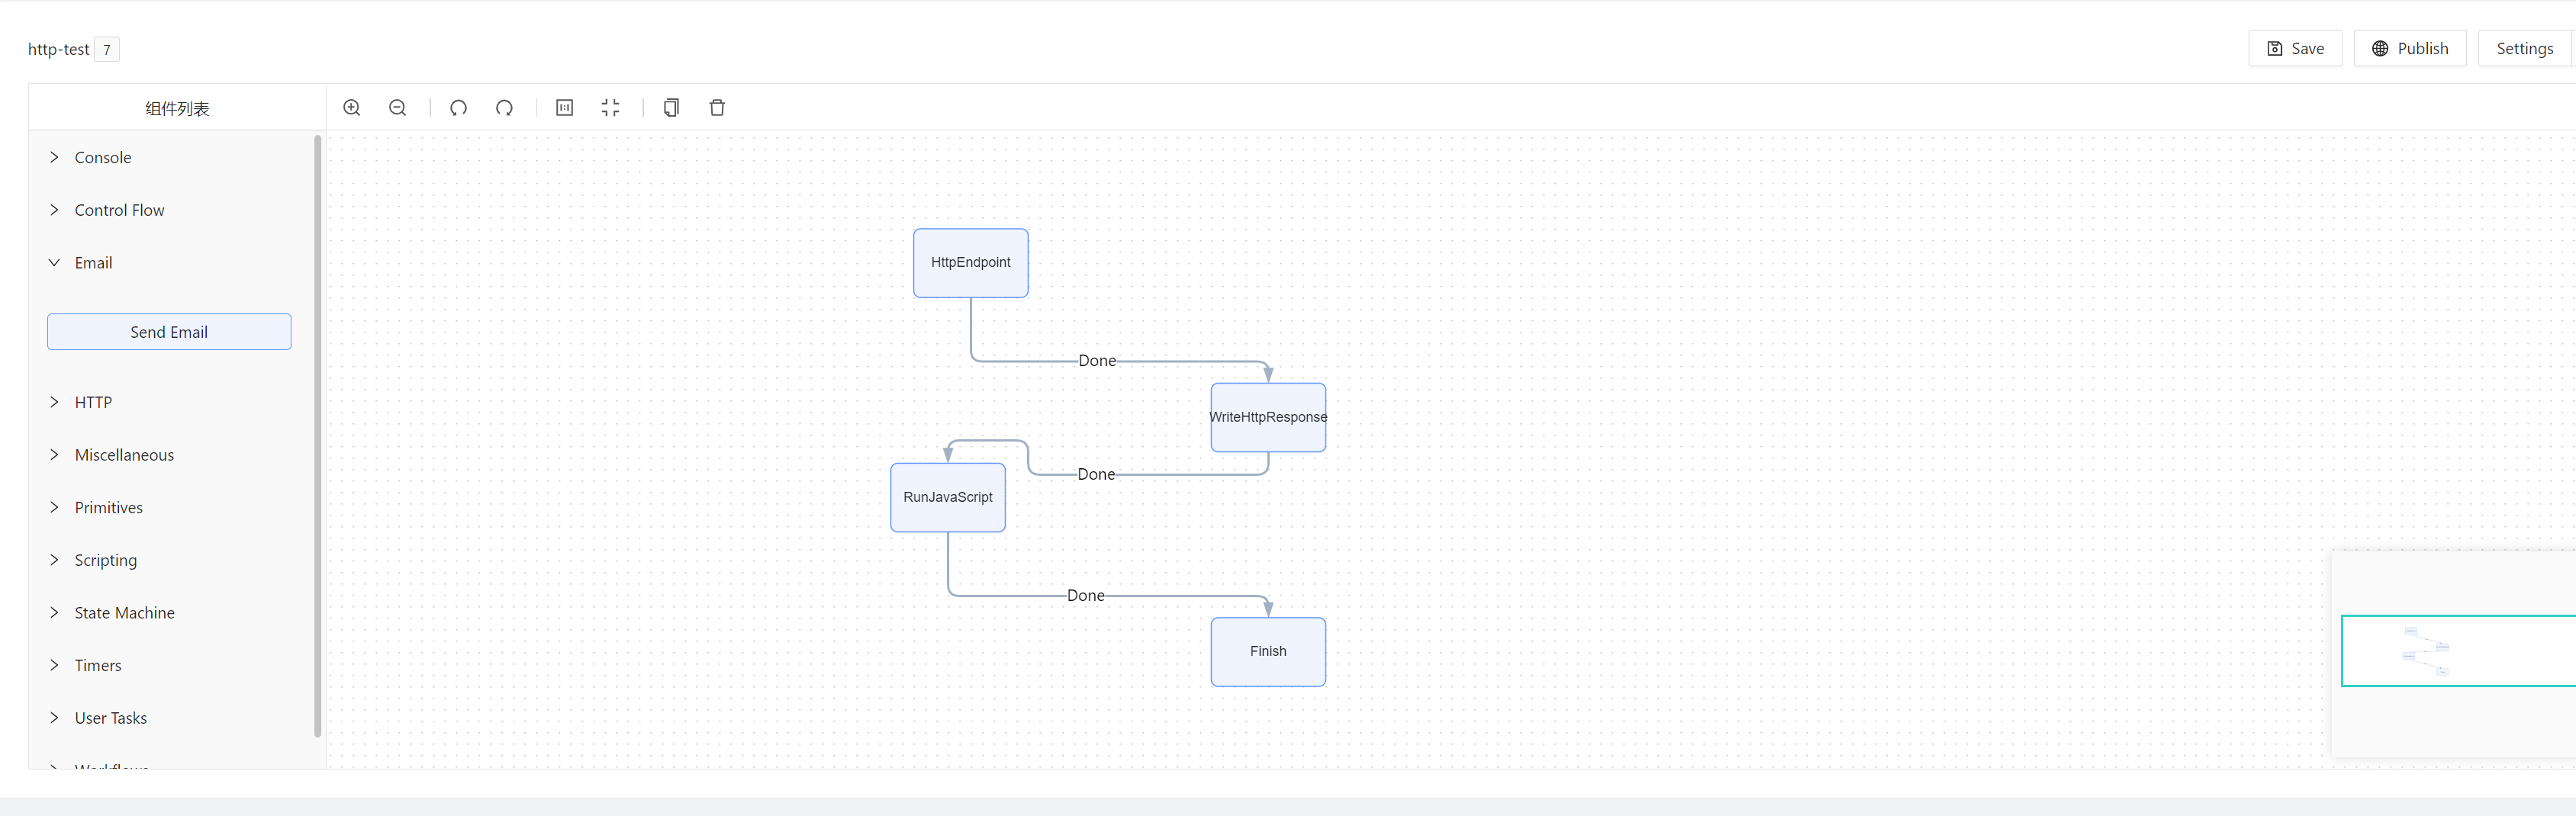 http-test 7
Save
Publish
Settings
组件列表
Console
Control Flow
Email
Send Email
HTTP
Miscellaneous
Primitives
Scripting
State Machine
Timers
User Tasks
Workflows
HttpEndpoint
Done
WriteHttpResponse
Done
RunJavaScript
Done
Finish